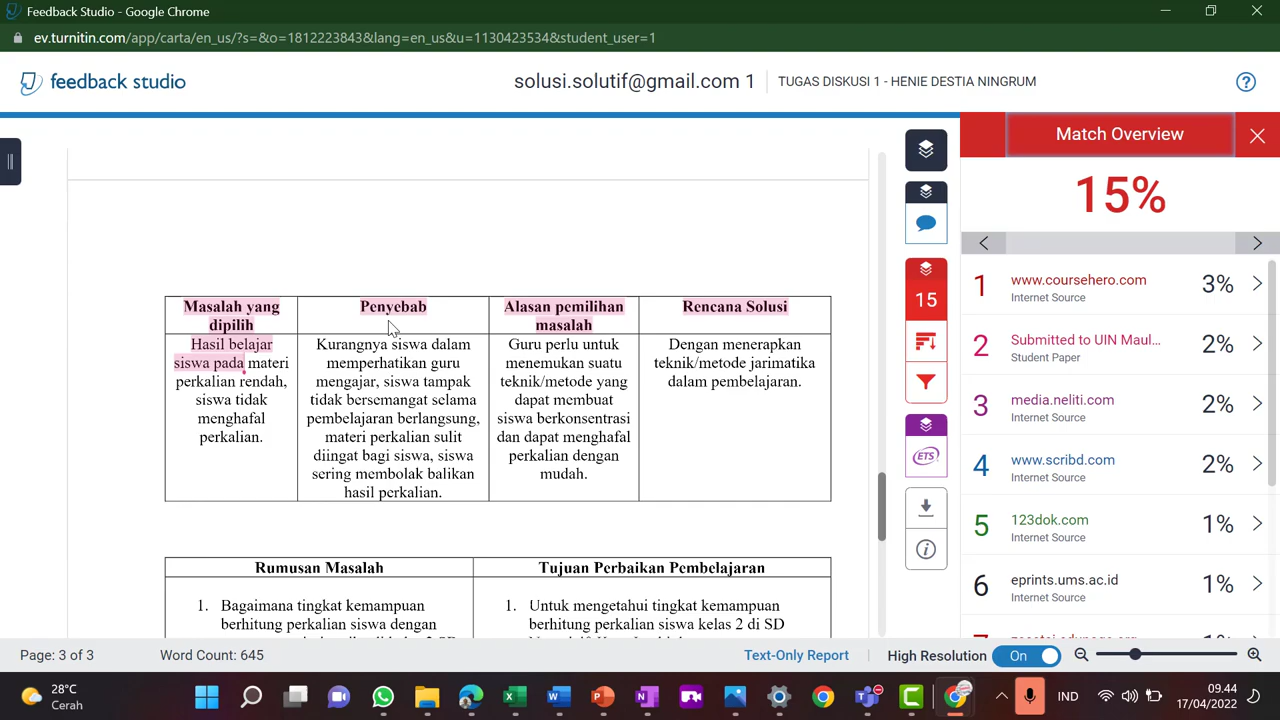 Feedback Studio - Google Chrome
ev.turnitin.com/app/carta/en_us/?s=&o=1812223843&lang=en_us&u=1130423534&student_user=1
feedback studio
solusi.solutif@gmail.com 1
TUGAS DISKUSI 1 - HENIE DESTIA NINGRUM
?
Masalah yang
dipilih
Penyebab
Alasan pemilihan
masalah
Rencana Solusi
Hasil belajar
siswa pada materi
perkalian rendah,
siswa tidak
menghafal
perkalian.
Kurangnya siswa dalam
memperhatikan guru
mengajar, siswa tampak
tidak bersemangat selama
pembelajaran berlangsung,
materi perkalian sulit
diingat bagi siswa, siswa
sering membolak balikan
hasil perkalian.
Guru perlu untuk
menemukan suatu
teknik/metode yang
dapat membuat
siswa berkonsentrasi
dan dapat menghafal
perkalian dengan
mudah.
Dengan menerapkan
teknik/metode jarimatika
dalam pembelajaran.
Rumusan Masalah
Tujuan Perbaikan Pembelajaran
1. Bagaimana tingkat kemampuan
berhitung perkalian siswa dengan
1. Untuk mengetahui tingkat kemampuan
berhitung perkalian siswa kelas 2 di SD
15
ETS
Match Overview
15%
1 www.coursehero.com 3%
Internet Source
2 Submitted to UIN Maul... 2%
Student Paper
3 media.neliti.com 2%
Internet Source
4 www.scribd.com 2%
Internet Source
5 123dok.com 1%
Internet Source
6 eprints.ums.ac.id 1%
Internet Source
Page: 3 of 3
Word Count: 645
Text-Only Report
High Resolution
On
28°C
Cerah
IND
09.44
17/04/2022